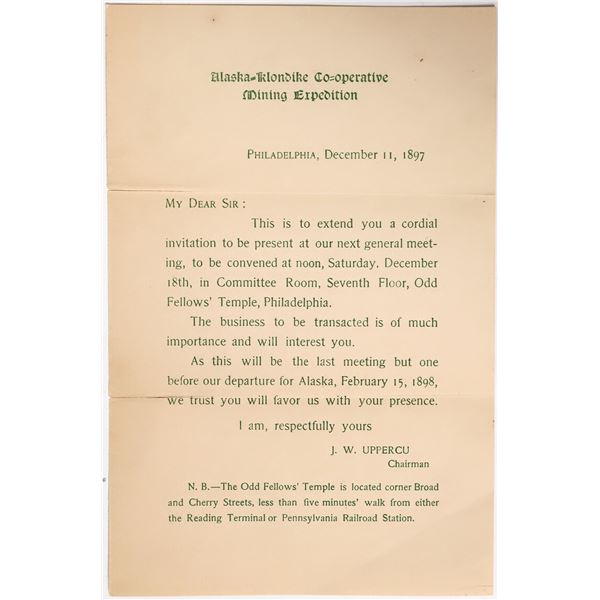 Alaska-Klondike Co-operative
Mining Expedition
PHILADELPHIA, December 11, 1897
MY DEAR SIR :
This is to extend you a cordial
invitation to be present at our next general meet-
ing, to be convened at noon, Saturday. December
18th, in Committee Room, Seventh Floor, Odd
Fellows' Temple, Philadelphia.
The business to be transacted is of much
importance and will interest you.
As this will be the last meeting but one
before our departure for Alaska, February 15, 1898,
we trust you will favor us with your presence.
I am, respectfully yours
J. W. UPPERCU
Chairman
N. B.—The Odd Fellows' Temple is located corner Broad
and Cherry Streets, less than five minutes' walk from either
the Reading Terminal or Pennsylvania Railroad Station.